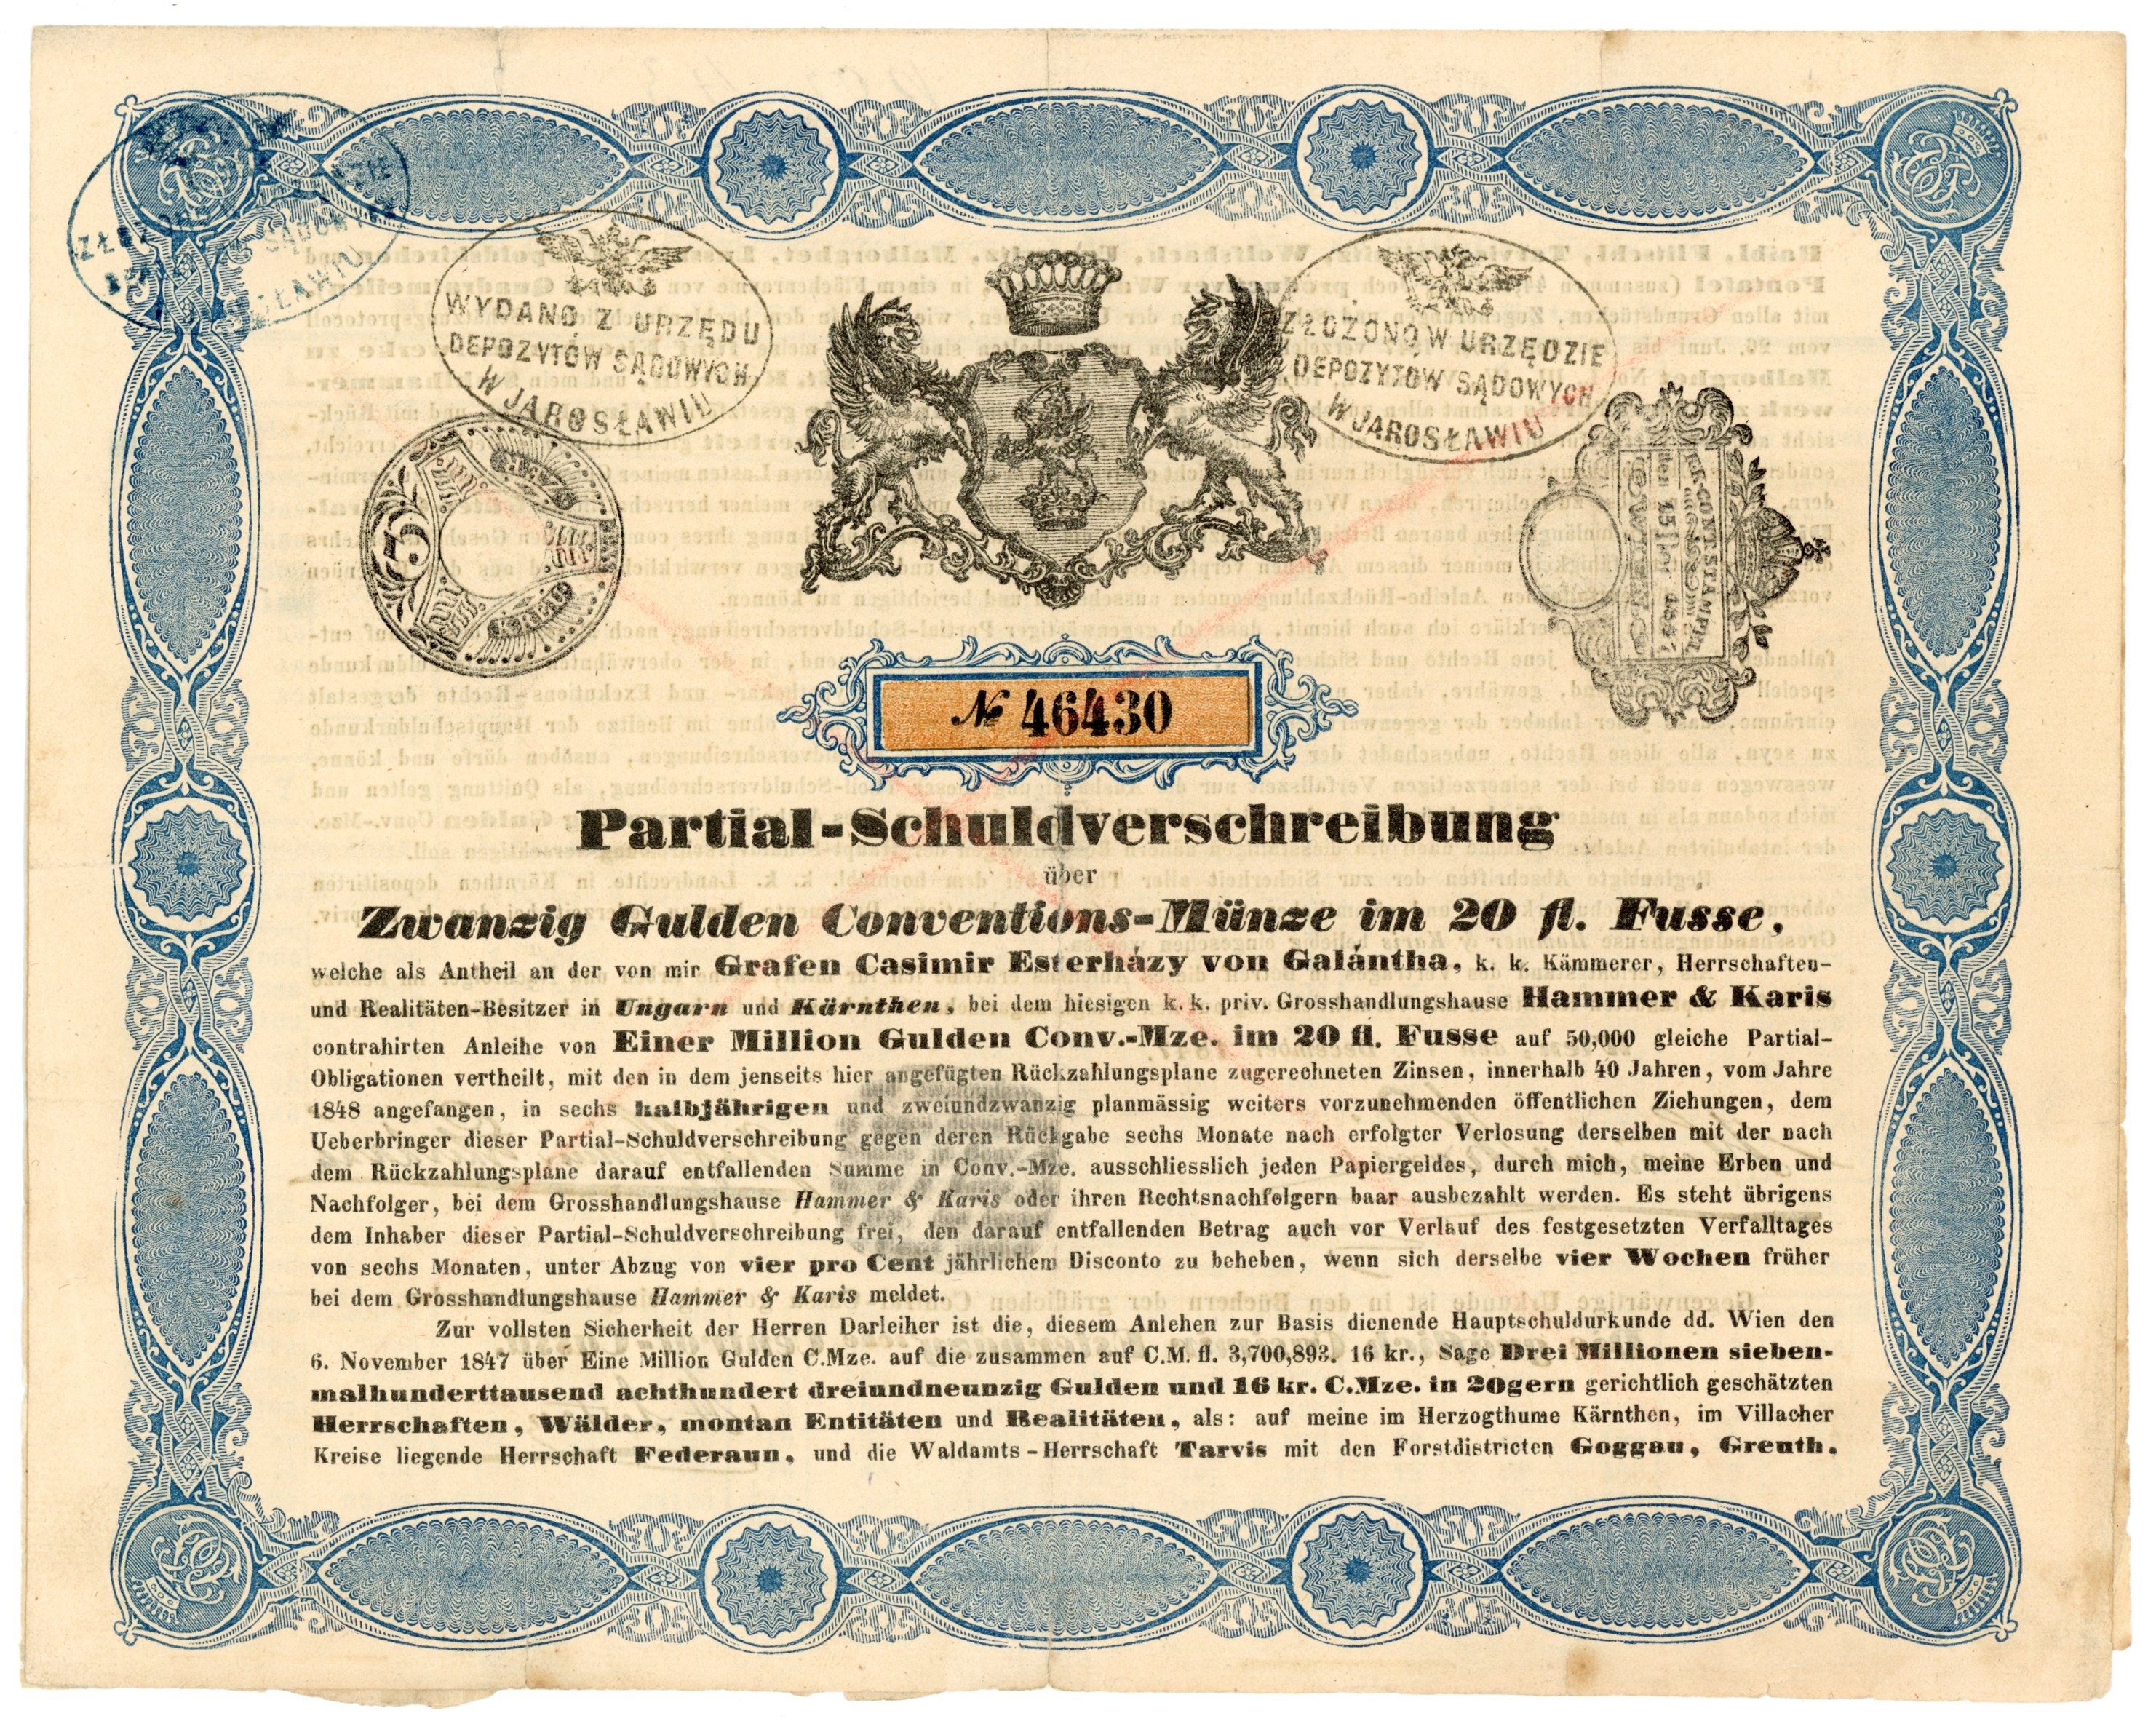 WYDANO Z URZĘDU
DEPOZYTÓW SĄDOWYCH
W JAROSŁAWIU
ZŁOŻONO W URZĘDZIE
DEPOZYTÓW SĄDOWYCH
W JAROSŁAWIU
3
WIEN
№ 46430
Partial-Schuldverschreibung
über
Zwanzig Gulden Conventions-Münze im 20 fl. Fusse,
welche als Antheil an der von mir Grafen Casimir Esterházy von Galántha, k. k. Kämmerer, Herrschaften-
und Realitäten-Besitzer in Ungarn und Kärnthen, bei dem hiesigen k. k. priv. Grosshandlungshause Hammer & Karis
contrahirten Anleihe von Einer Million Gulden Conv.-Mze. im 20 fl. Fusse auf 50,000 gleiche Partial-
Obligationen vertheilt, mit den in dem jenseits hier angefügten Rückzahlungsplane zugerechneten Zinsen, innerhalb 40 Jahren, vom Jahre
1848 angefangen, in sechs halbjährigen und zweiundzwanzig planmässig weiters vorzunehmenden öffentlichen Ziehungen, dem
Ueberbringer dieser Partial-Schuldverschreibung gegen deren Rückgabe sechs Monate nach erfolgter Verlosung derselben mit der nach
dem Rückzahlungsplane darauf entfallenden Summe in Conv.-Mze. ausschliesslich jeden Papiergeldes, durch mich, meine Erben und
Nachfolger, bei dem Grosshandlungshause Hammer & Karis oder ihren Rechtsnachfolgern baar ausbezahlt werden. Es steht übrigens
dem Inhaber dieser Partial-Schuldverschreibung frei, den darauf entfallenden Betrag auch vor Verlauf des festgesetzten Verfalltages
von sechs Monaten, unter Abzug von vier pro Cent jährlichem Disconto zu beheben, wenn sich derselbe vier Wochen früher
bei dem Grosshandlungshause Hammer & Karis meldet.
Zur vollsten Sicherheit der Herren Darleiher ist die, diesem Anlehen zur Basis dienende Hauptschuldurkunde dd. Wien den
6. November 1847 über Eine Million Gulden C.Mze. auf die zusammen auf C.M. fl. 3,700,893. 16 kr., Sage Drei Millionen sieben-
malhunderttausend achthundert dreiundneunzig Gulden und 16 kr. C.Mze. in 20gern gerichtlich geschätzten
Herrschaften, Wälder, montan Entitäten und Realitäten, als: auf meine im Herzogthume Kärnthen, im Villacher
Kreise liegende Herrschaft Federaun, und die Waldamts-Herrschaft Tarvis mit den Forstdistricten Goggau, Greuth,